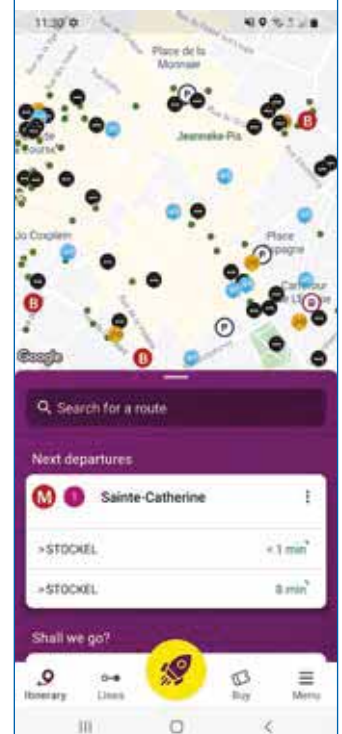 11:30
Place de la
Monnaie
Jeanneke-Pis
Place
Jo Cooplein
Carrefour
B
B
B
P
P
P
Google
Search for a route
Next departures
M 1 Sainte-Catherine
>STOCKEL <1 min
>STOCKEL 8 min
Shall we go?
Itinerary Lines Buy Menu